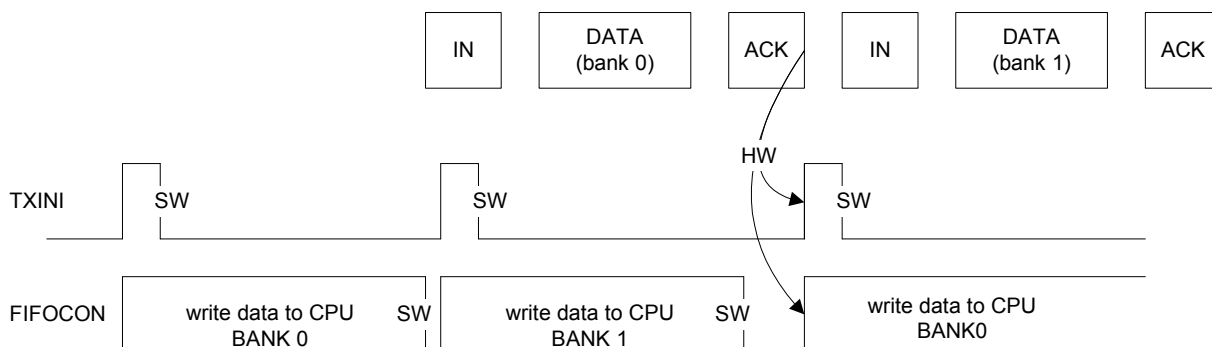 IN
DATA
(bank 0)
ACK
IN
DATA
(bank 1)
ACK
HW
TXINI
SW
SW
SW
FIFOCON
write data to CPU
BANK 0
SW
write data to CPU
BANK 1
SW
write data to CPU
BANK0